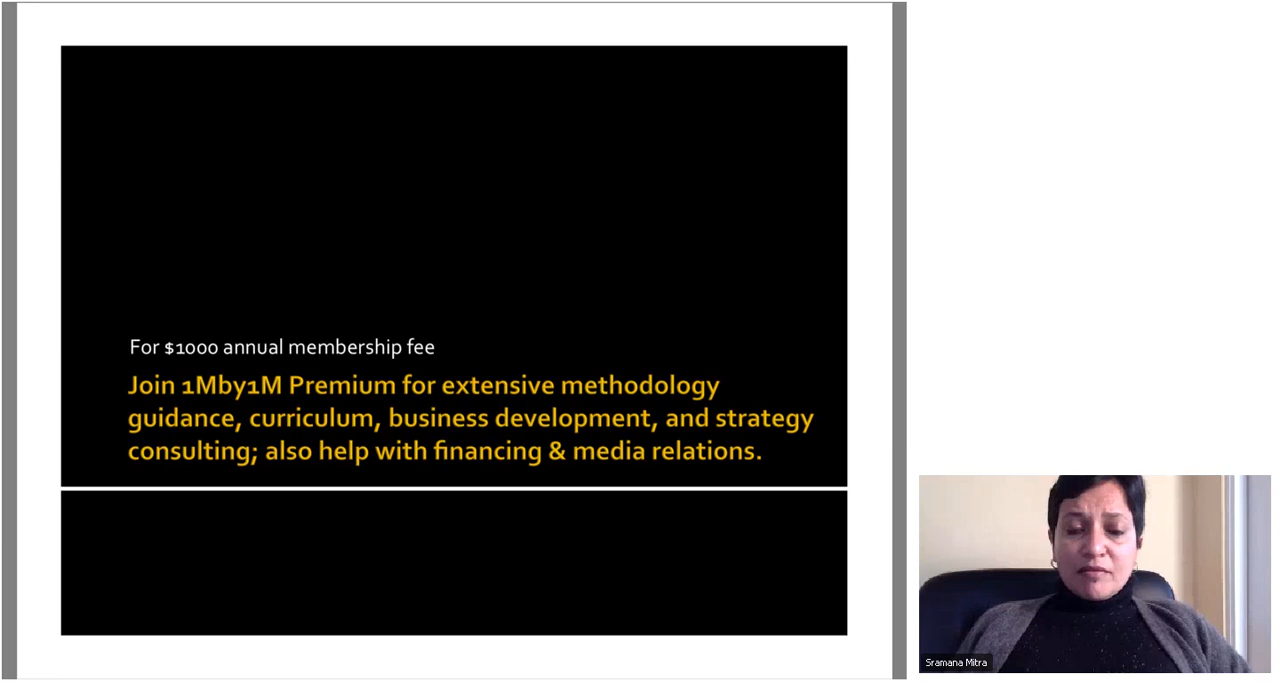 For $1000 annual membership fee
Join 1Mby1M Premium for extensive methodology
guidance, curriculum, business development, and strategy
consulting; also help with financing & media relations.
Sramana Mitra